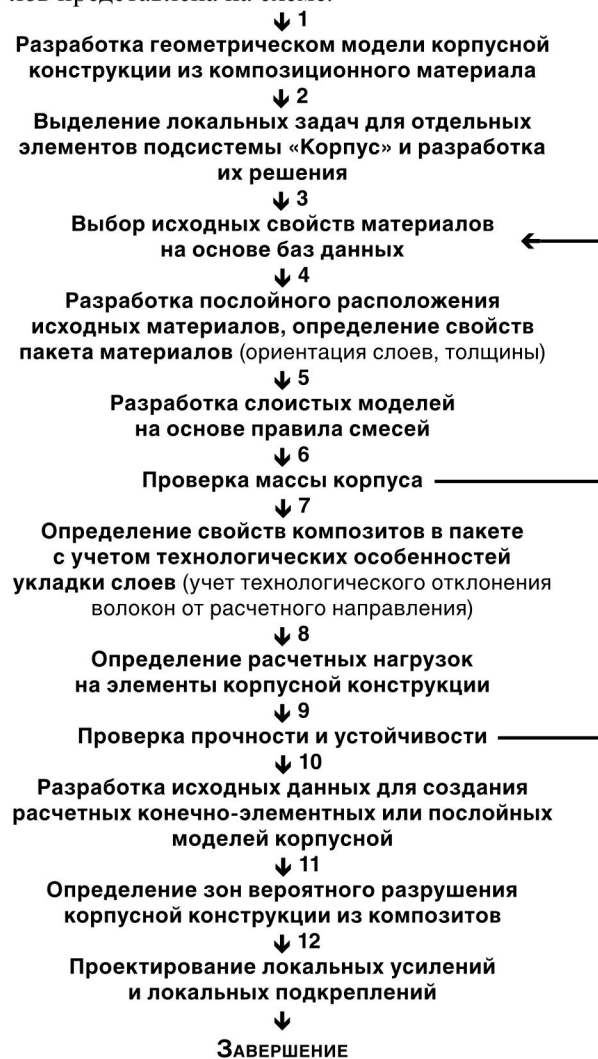 лов представлена на схеме.
↓ 1
Разработка геометрическом модели корпусной
конструкции из композиционного материала
↓ 2
Выделение локальных задач для отдельных
элементов подсистемы «Корпус» и разработка
их решения
↓ 3
Выбор исходных свойств материалов
на основе баз данных
↓ 4
Разработка послойного расположения
исходных материалов, определение свойств
пакета материалов (ориентация слоев, толщины)
↓ 5
Разработка слоистых моделей
на основе правила смесей
↓ 6
Проверка массы корпуса
↓ 7
Определение свойств композитов в пакете
с учетом технологических особенностей
укладки слоев (учет технологического отклонения
волокон от расчетного направления)
↓ 8
Определение расчетных нагрузок
на элементы корпусной конструкции
↓ 9
Проверка прочности и устойчивости
↓ 10
Разработка исходных данных для создания
расчетных конечно-элементных или послойных
моделей корпусной
↓ 11
Определение зон вероятного разрушения
корпусной конструкции из композитов
↓ 12
Проектирование локальных усилений
и локальных подкреплений
↓
Завершение